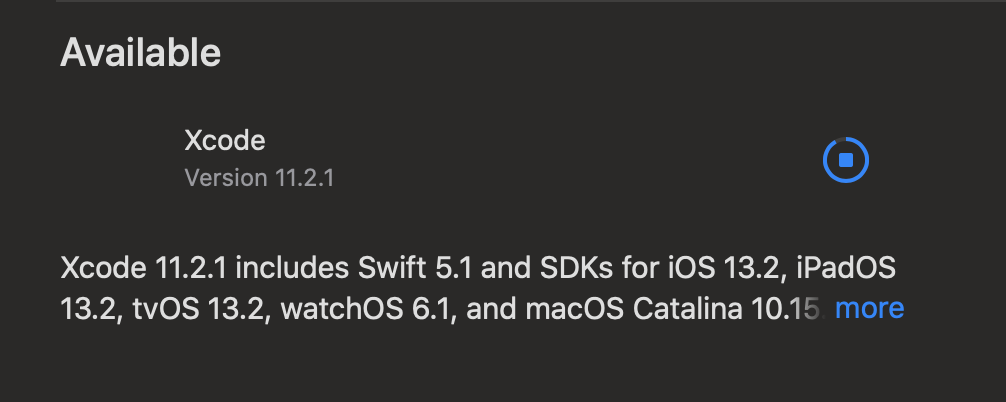 Available
Xcode
Version 11.2.1
Xcode 11.2.1 includes Swift 5.1 and SDKs for iOS 13.2, iPadOS
13.2, tvOS 13.2, watchOS 6.1, and macOS Catalina 10.15. more